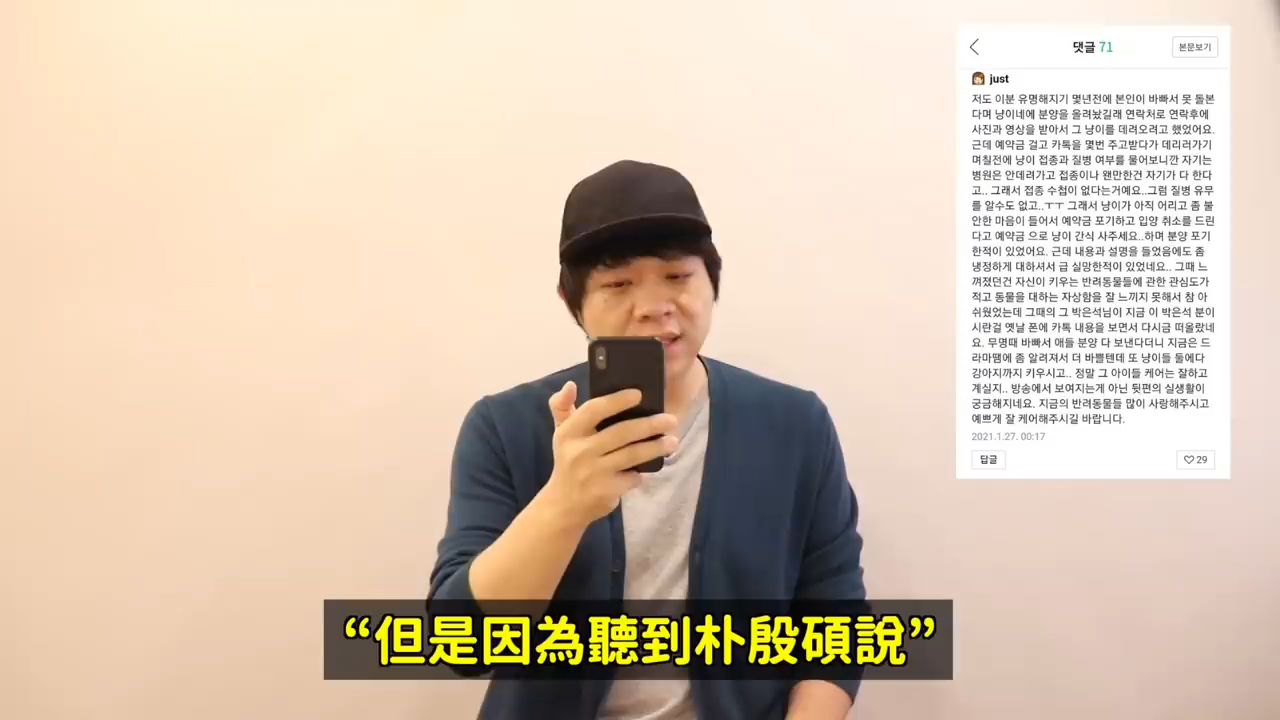 댓글 71
본문보기
just
저도 이분 유명해지기 몇년전에 본인이 바빠서 못 돌본
다며 냥이네에 분양을 올려놨길래 연락처로 연락후에
사진과 영상을 받아서 그 냥이를 데려오려고 했었어요.
근데 예약금 걸고 카톡을 몇번 주고받다가 데리러가기
며칠전에 냥이 접종과 질병 여부를 물어보니깐 자기는
병원은 안데려가고 접종이나 왠만한건 자기가 다 한다
고.. 그래서 접종 수첩이 없다는거예요..그럼 질병 유무
를 알수도 없고..ㅜㅜ 그래서 냥이가 아직 어리고 좀 불
안한 마음이 들어서 예약금 포기하고 입양 취소를 드린
다고 예약금 으로 냥이 간식 사주세요..하며 분양 포기
한적이 있었어요. 근데 내용과 설명을 들었음에도 좀
냉정하게 대하셔서 급 실망한적이 있었네요.. 그때 느
껴졌던건 자신이 키우는 반려동물들에 관한 관심도가
적고 동물을 대하는 자상함을 잘 느끼지 못해서 참 아
쉬웠었는데 그때의 그 박은석님이 지금 이 박은석 분이
시란걸 옛날 폰에 카톡 내용을 보면서 다시금 떠올랐네
요. 무명때 바빠서 애들 분양 다 보낸다더니 지금은 드
라마땜에 좀 알려져서 더 바쁠텐데 또 냥이들 둘에다
강아지까지 키우시고.. 정말 그 아이들 케어는 잘하고
계실지.. 방송에서 보여지는게 아닌 뒷편의 실생활이
궁금해지네요. 지금의 반려동물들 많이 사랑해주시고
예쁘게 잘 케어해주시길 바랍니다.
2021.1.27. 00:17
답글
29
“但是因為聽到朴殷碩說”